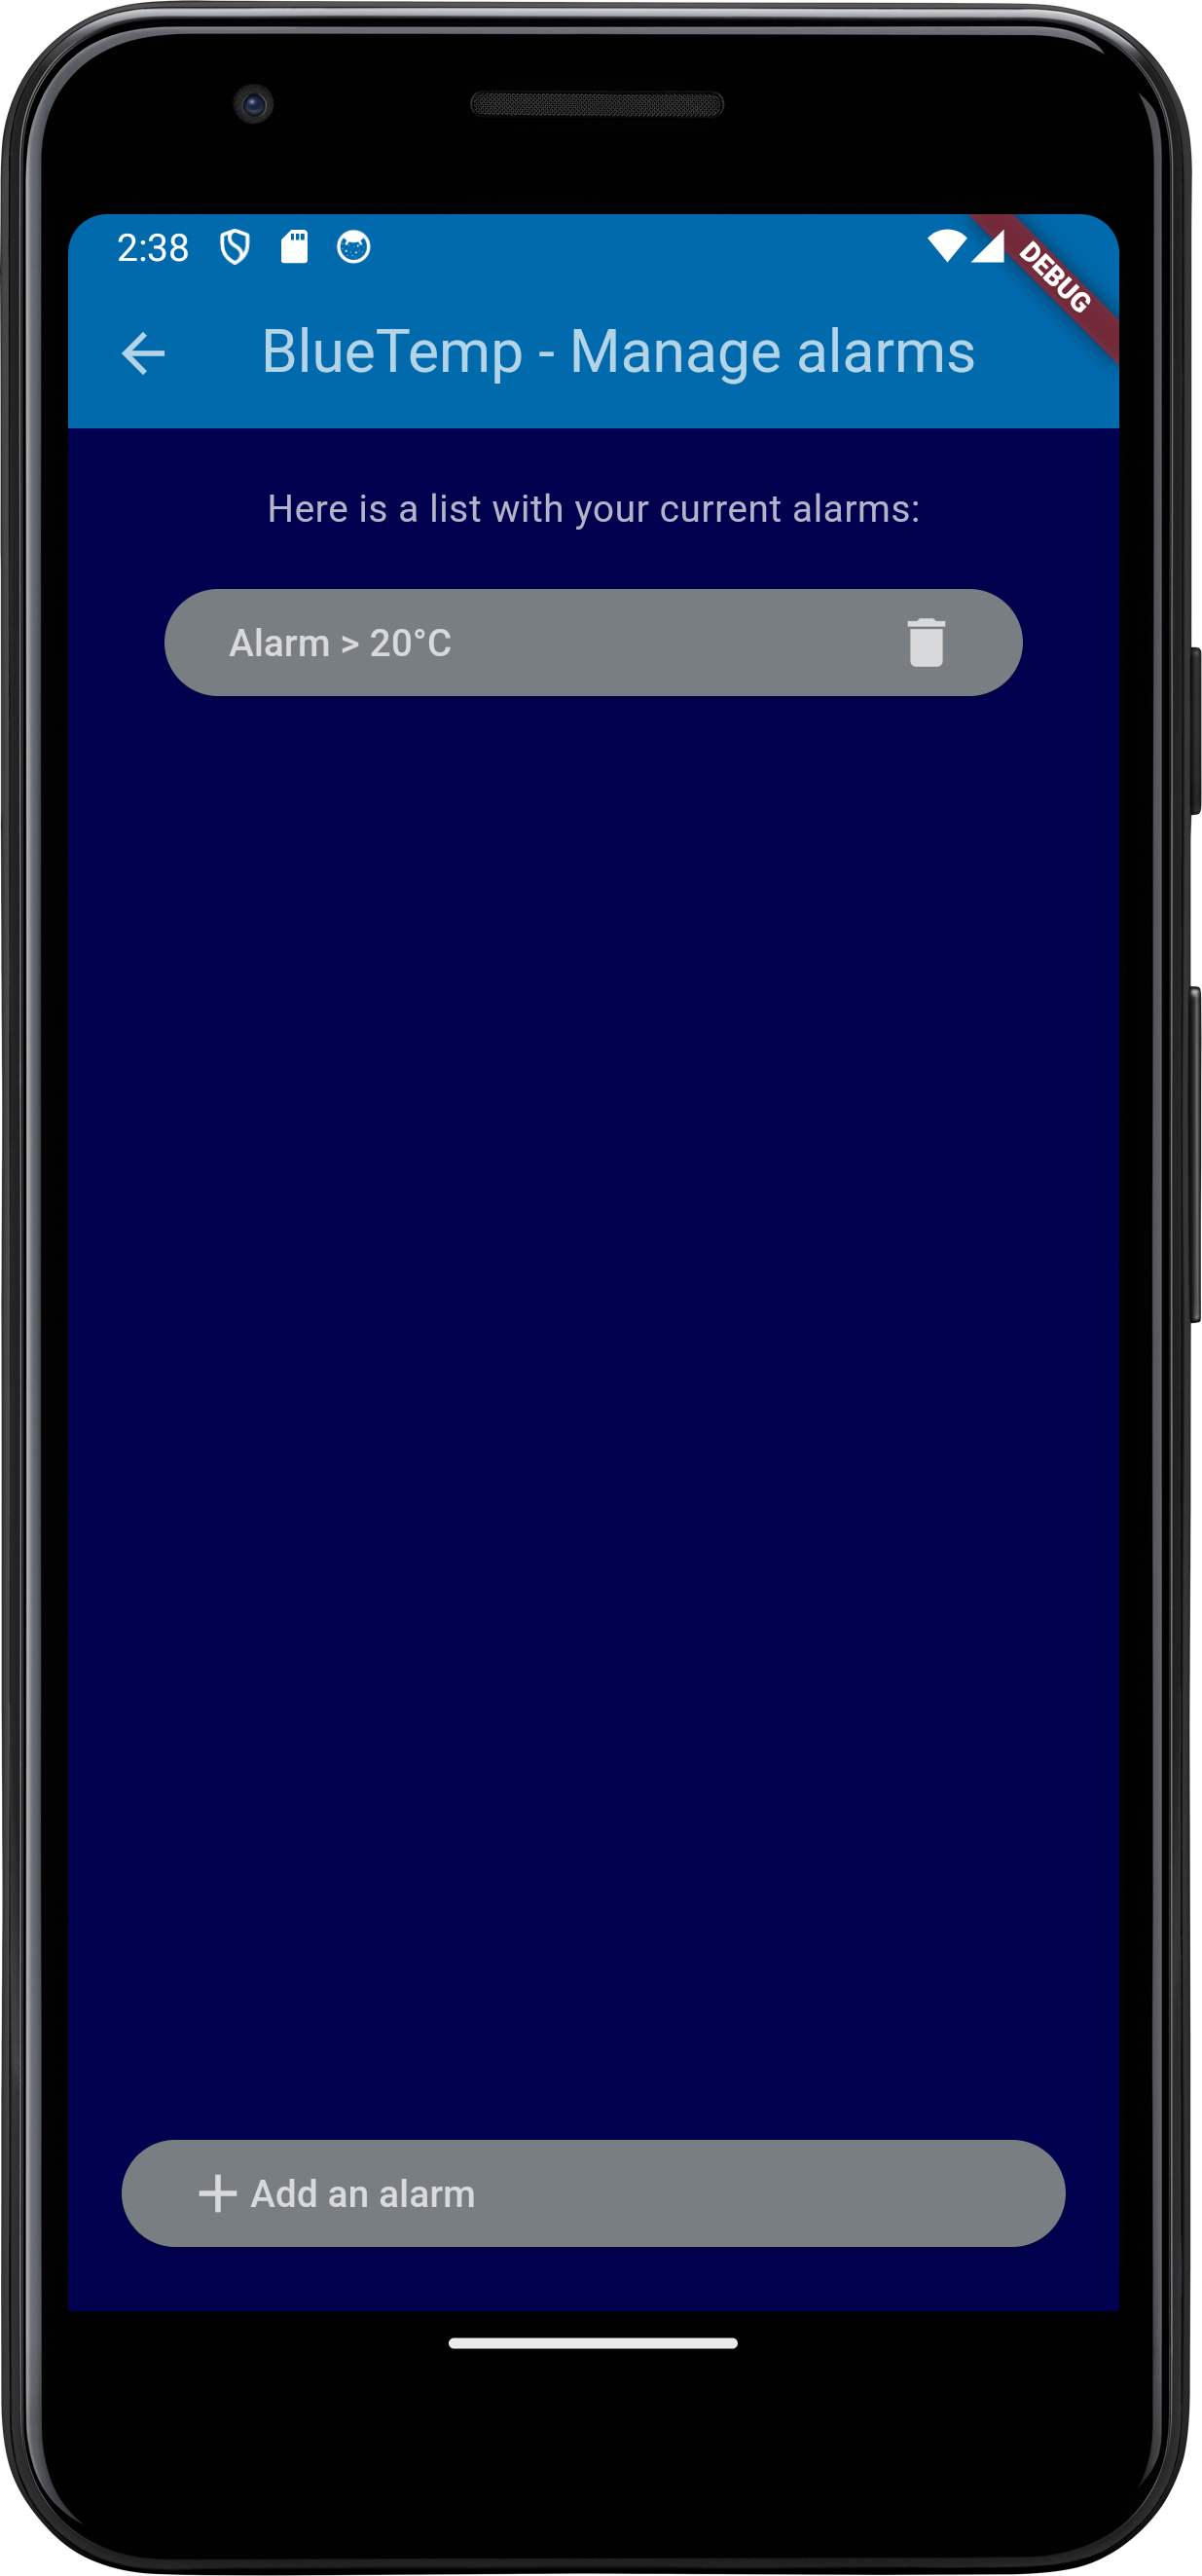 2:38
DEBUG
BlueTemp - Manage alarms
Here is a list with your current alarms:
Alarm > 20°C
Add an alarm